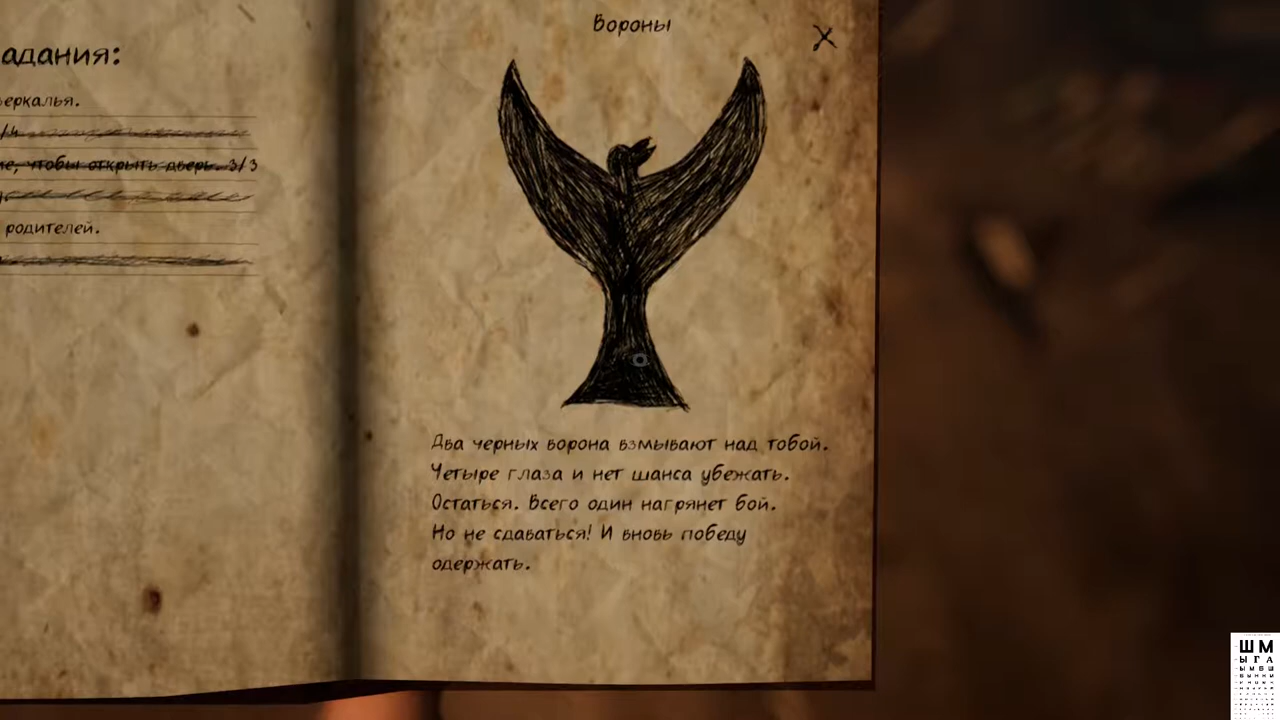 адания:
еркалья.
/4
е, чтобы открыть дверь. 3/3
родителей.
Вороны
Два черных ворона взмывают над тобой.
Четыре глаза и нет шанса убежать.
Остаться. Всего один нагрянет бой.
Но не сдаваться! И вновь победу
одержать.
Ш М
Ы Г А
Ы М Б Ш